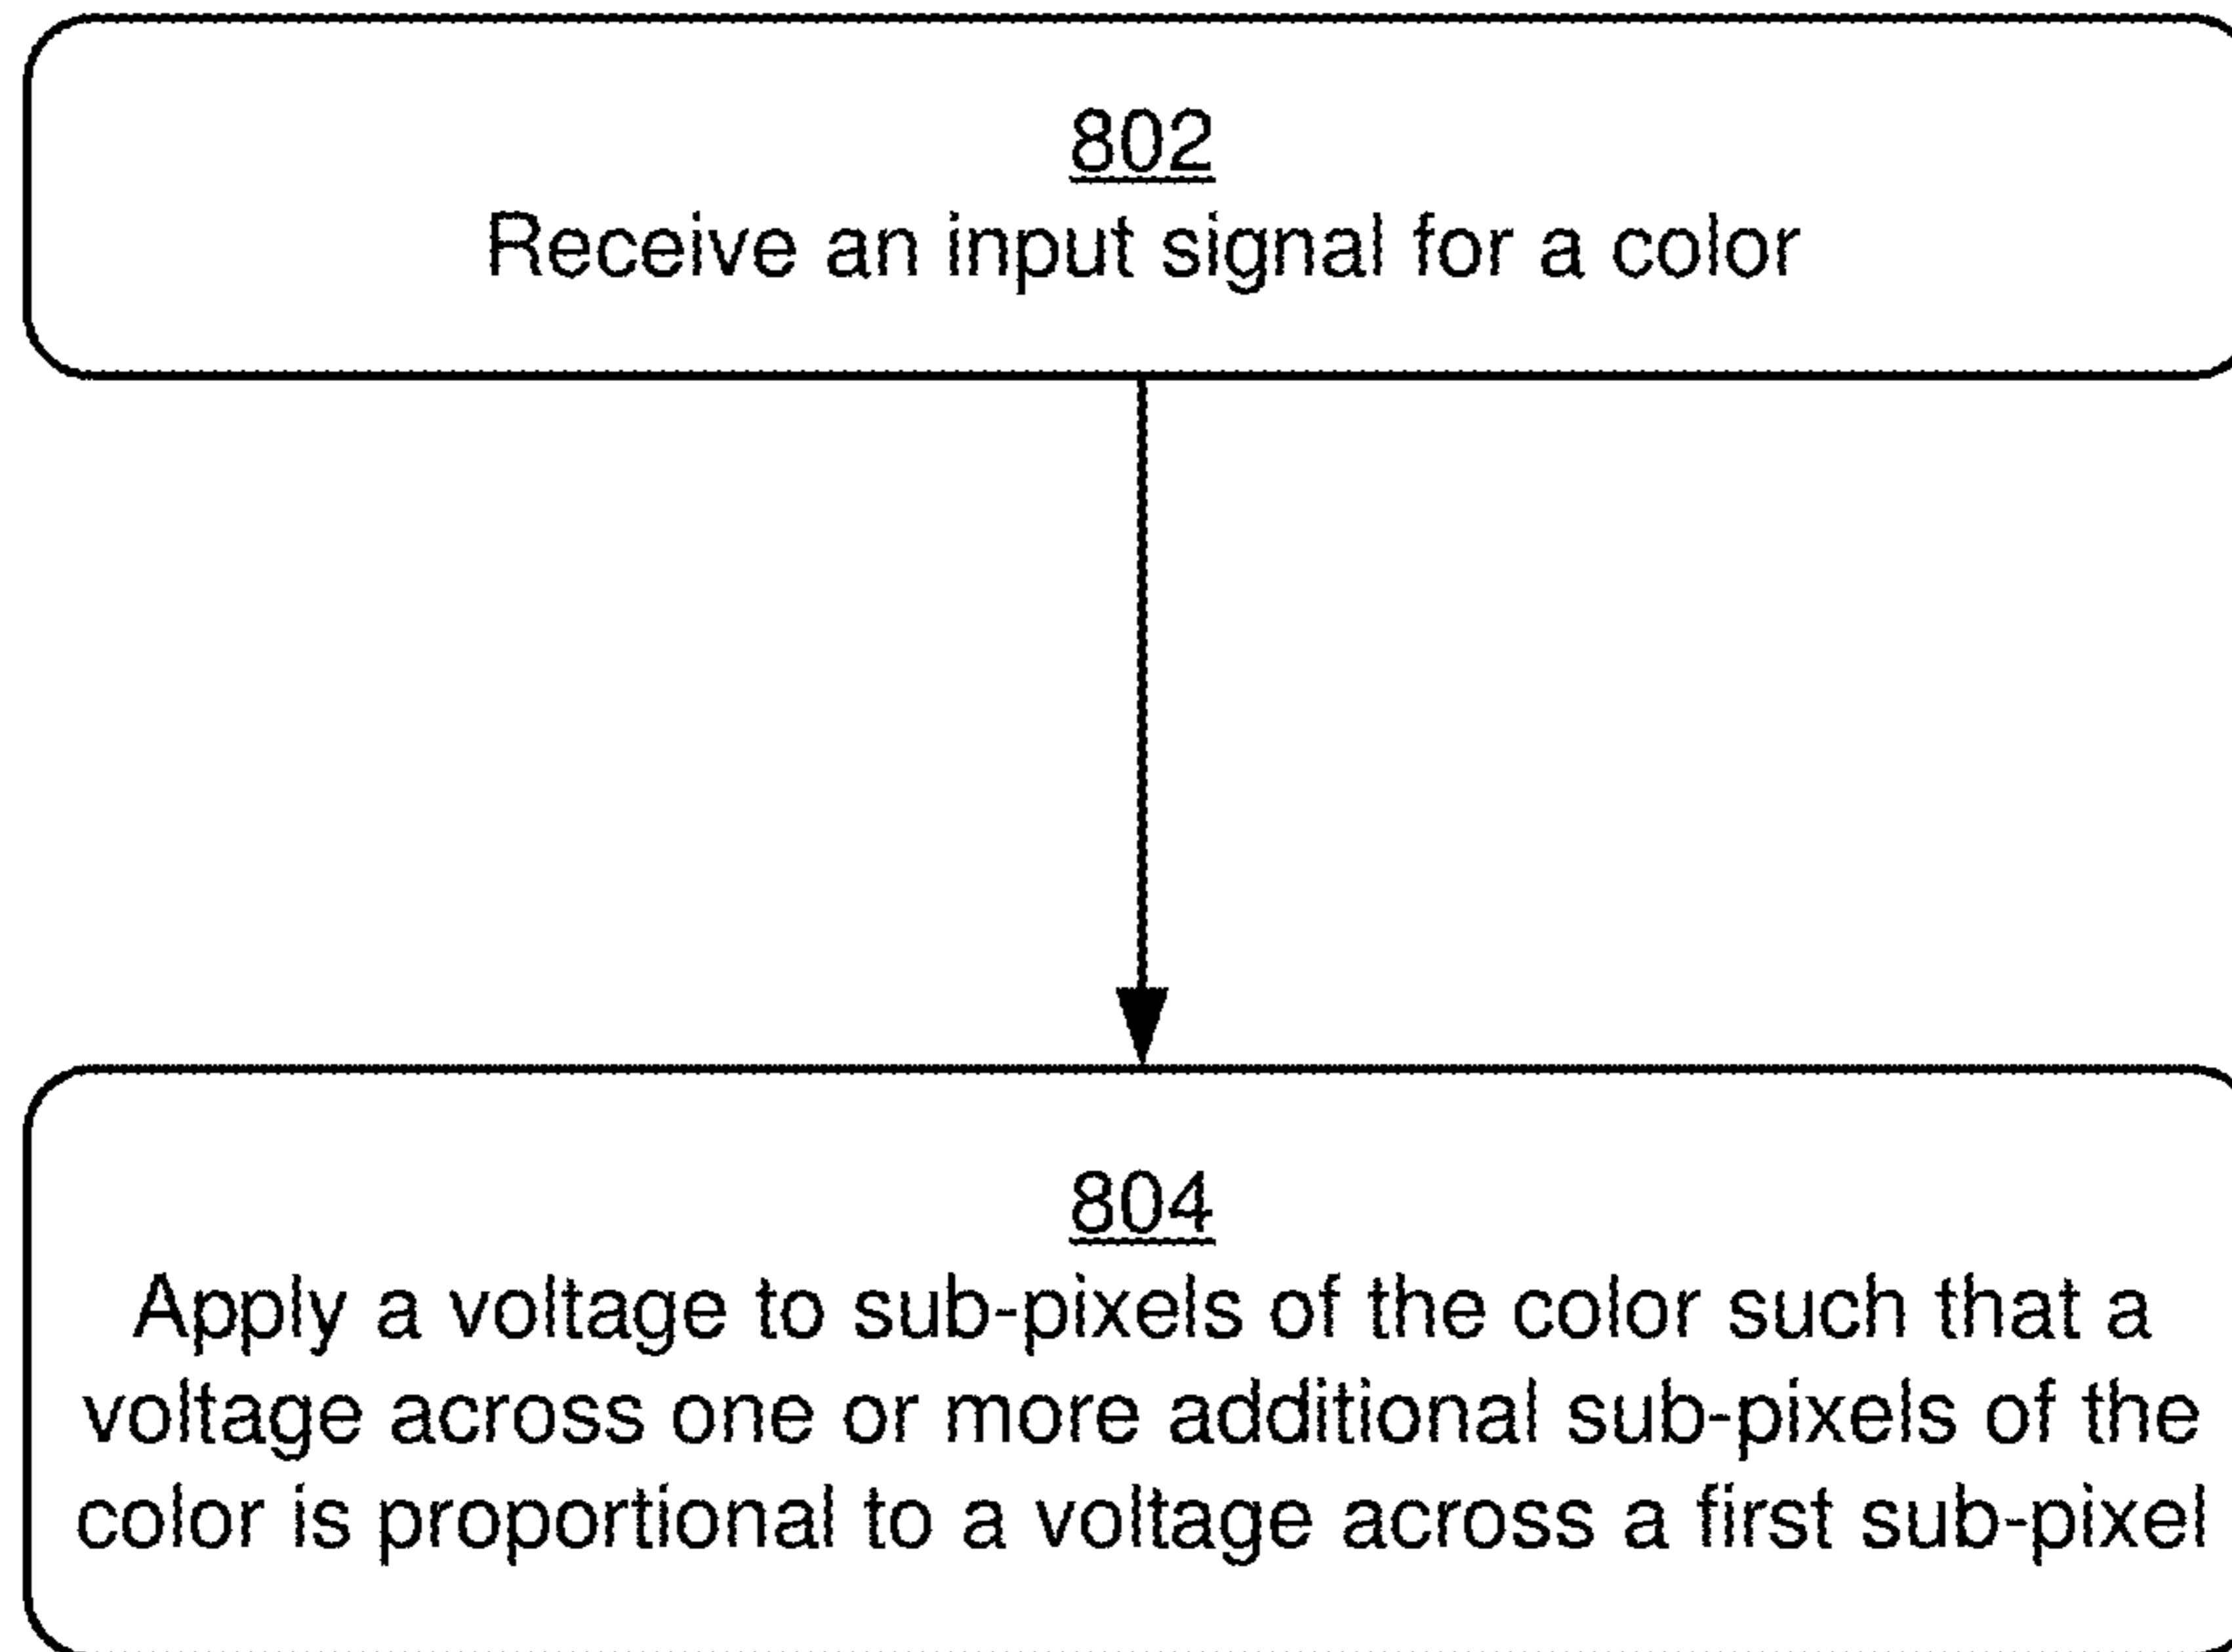 802
Receive an input signal for a color
804
Apply a voltage to sub-pixels of the color such that a
voltage across one or more additional sub-pixels of the
color is proportional to a voltage across a first sub-pixel